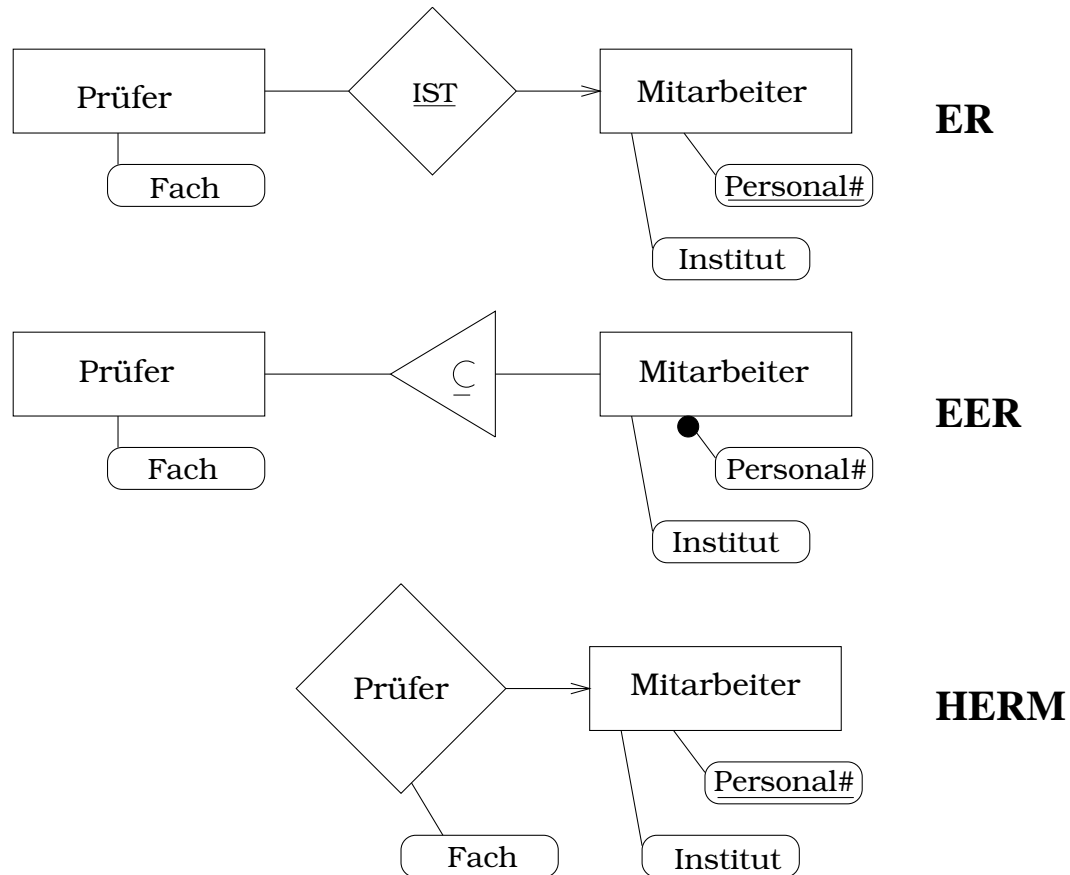 Prüfer
IST
Mitarbeiter
ER
Fach
Personal#
Institut
Prüfer
⊆
Mitarbeiter
EER
Fach
Personal#
Institut
Prüfer
Mitarbeiter
HERM
Personal#
Fach
Institut